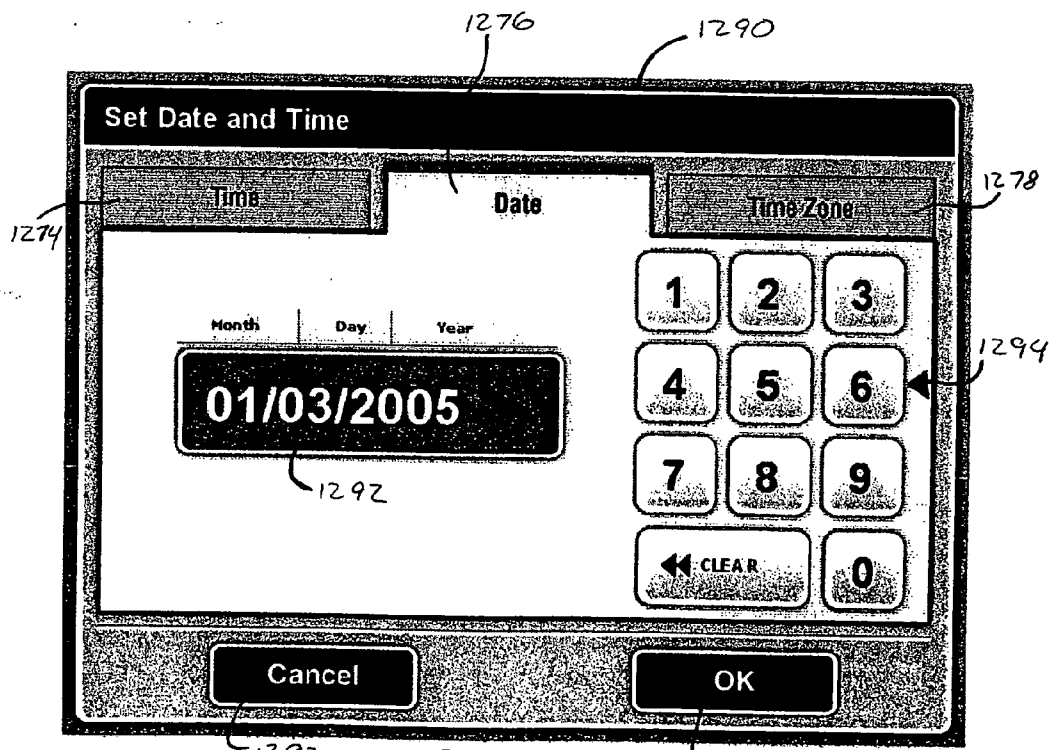 1276
1290
Set Date and Time
Time
Date
Time Zone
1278
1274
1 2 3
Month Day Year
1294
01/03/2005
4 5 6
1292
7 8 9
CLEAR 0
Cancel
OK